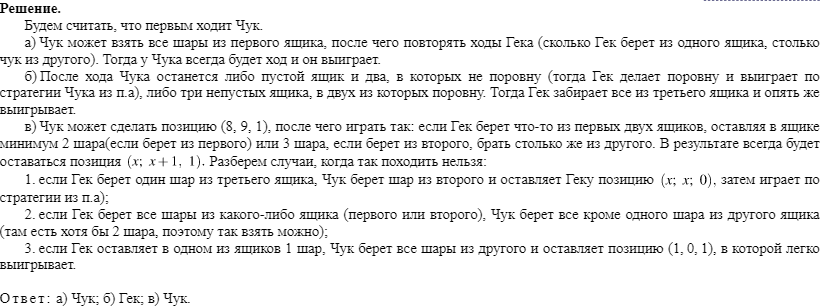 Решение.
Будем считать, что первым ходит Чук.
а) Чук может взять все шары из первого ящика, после чего повторять ходы Гека (сколько Гек берет из одного ящика, столько
чук из другого). Тогда у Чука всегда будет ход и он выиграет.
б) После хода Чука останется либо пустой ящик и два, в которых не поровну (тогда Гек делает поровну и выиграет по
стратегии Чука из п.а), либо три непустых ящика, в двух из которых поровну. Тогда Гек забирает все из третьего ящика и опять же
выигрывает.
в) Чук может сделать позицию (8, 9, 1), после чего играть так: если Гек берет что-то из первых двух ящиков, оставляя в ящике
минимум 2 шара(если берет из первого) или 3 шара, если берет из второго, брать столько же из другого. В результате всегда будет
оставаться позиция (x; x+1, 1). Разберем случаи, когда так походить нельзя:
1. если Гек берет один шар из третьего ящика, Чук берет шар из второго и оставляет Геку позицию (x; x; 0), затем играет по
стратегии из п.а);
2. если Гек берет все шары из какого-либо ящика (первого или второго), Чук берет все кроме одного шара из другого ящика
(там есть хотя бы 2 шара, поэтому так взять можно);
3. если Гек оставляет в одном из ящиков 1 шар, Чук берет все шары из другого и оставляет позицию (1, 0, 1), в которой легко
выигрывает.
Ответ: а) Чук; б) Гек; в) Чук.